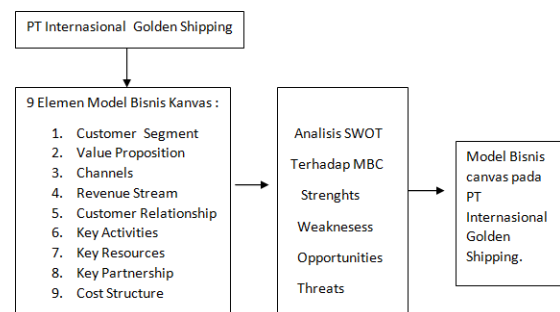 PT Internasional Golden Shipping
9 Elemen Model Bisnis Kanvas :
1. Customer Segment
2. Value Proposition
3. Channels
4. Revenue Stream
5. Customer Relationship
6. Key Activities
7. Key Resources
8. Key Partnership
9. Cost Structure
Analisis SWOT
Terhadap MBC
Strenghts
Weaknesess
Opportunities
Threats
Model Bisnis
canvas pada
PT
Internasional
Golden
Shipping.